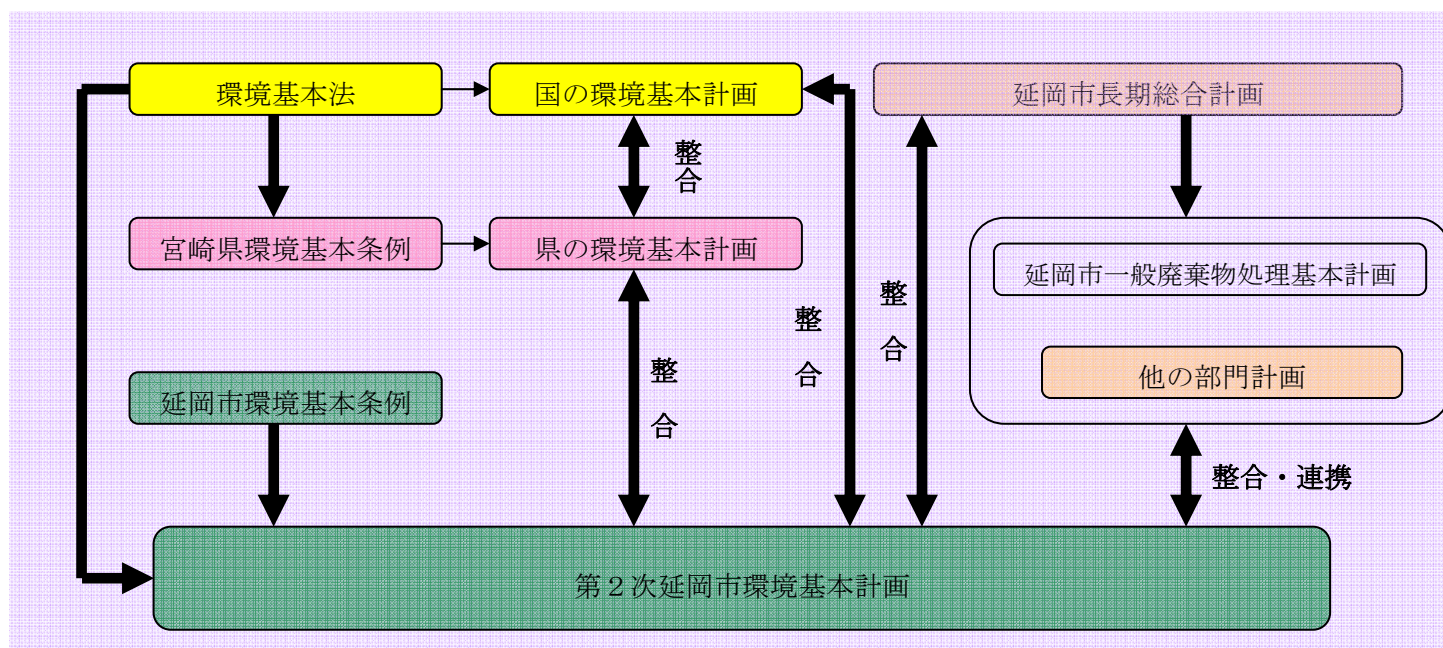 環境基本法
国の環境基本計画
延岡市長期総合計画
整合
宮崎県環境基本条例
県の環境基本計画
延岡市一般廃棄物処理基本計画
整合
整合
整合
他の部門計画
延岡市環境基本条例
整合・連携
第2次延岡市環境基本計画